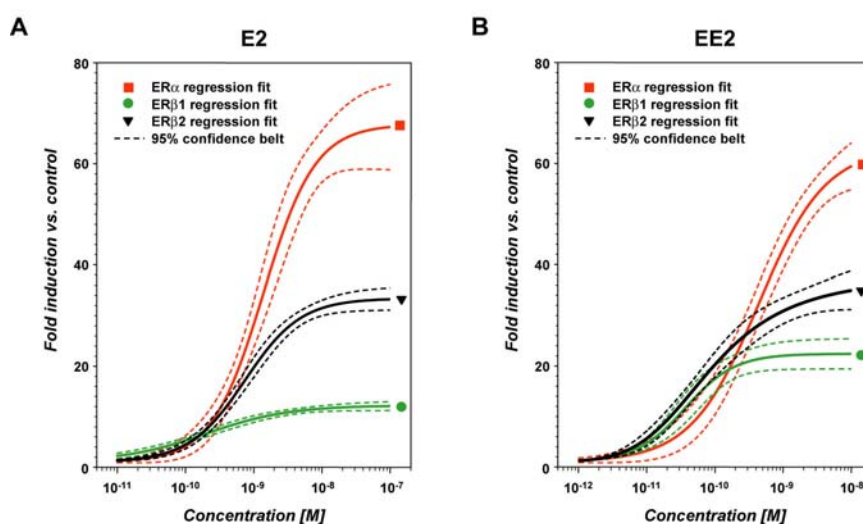 A
E2
80
60
40
20
0
Fold induction vs. control
ERα regression fit
ERβ1 regression fit
ERβ2 regression fit
95% confidence belt
10-11
10-10
10-9
10-8
10-7
Concentration [M]
B
EE2
80
60
40
20
0
Fold induction vs. control
ERα regression fit
ERβ1 regression fit
ERβ2 regression fit
95% confidence belt
10-12
10-11
10-10
10-9
10-8
Concentration [M]